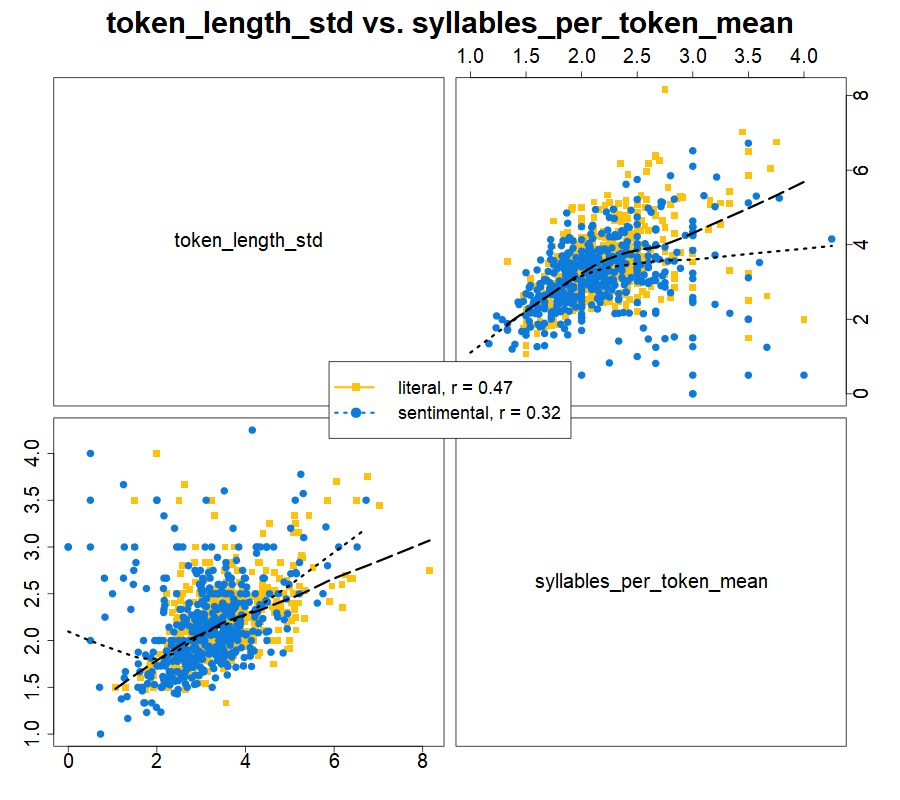 token_length_std vs. syllables_per_token_mean
1.0 1.5 2.0 2.5 3.0 3.5 4.0
token_length_std
8
6
4
2
0
literal, r = 0.47
sentimental, r = 0.32
4.0
3.5
3.0
2.5
2.0
1.5
1.0
syllables_per_token_mean
0 2 4 6 8